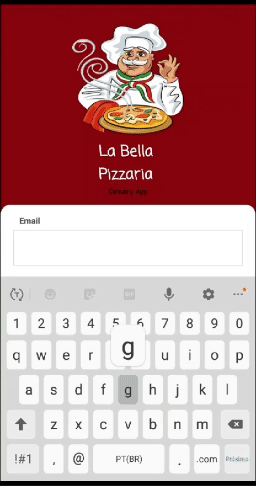 La Bella
Pizzaria
Delivery App
Email
GIF
1 2 3 4 5 6 7 8 9 0
q w e r g u i o p
a s d f g h j k l
z x c v b n m
!#1 , @ PT(BR) . .com Próximo